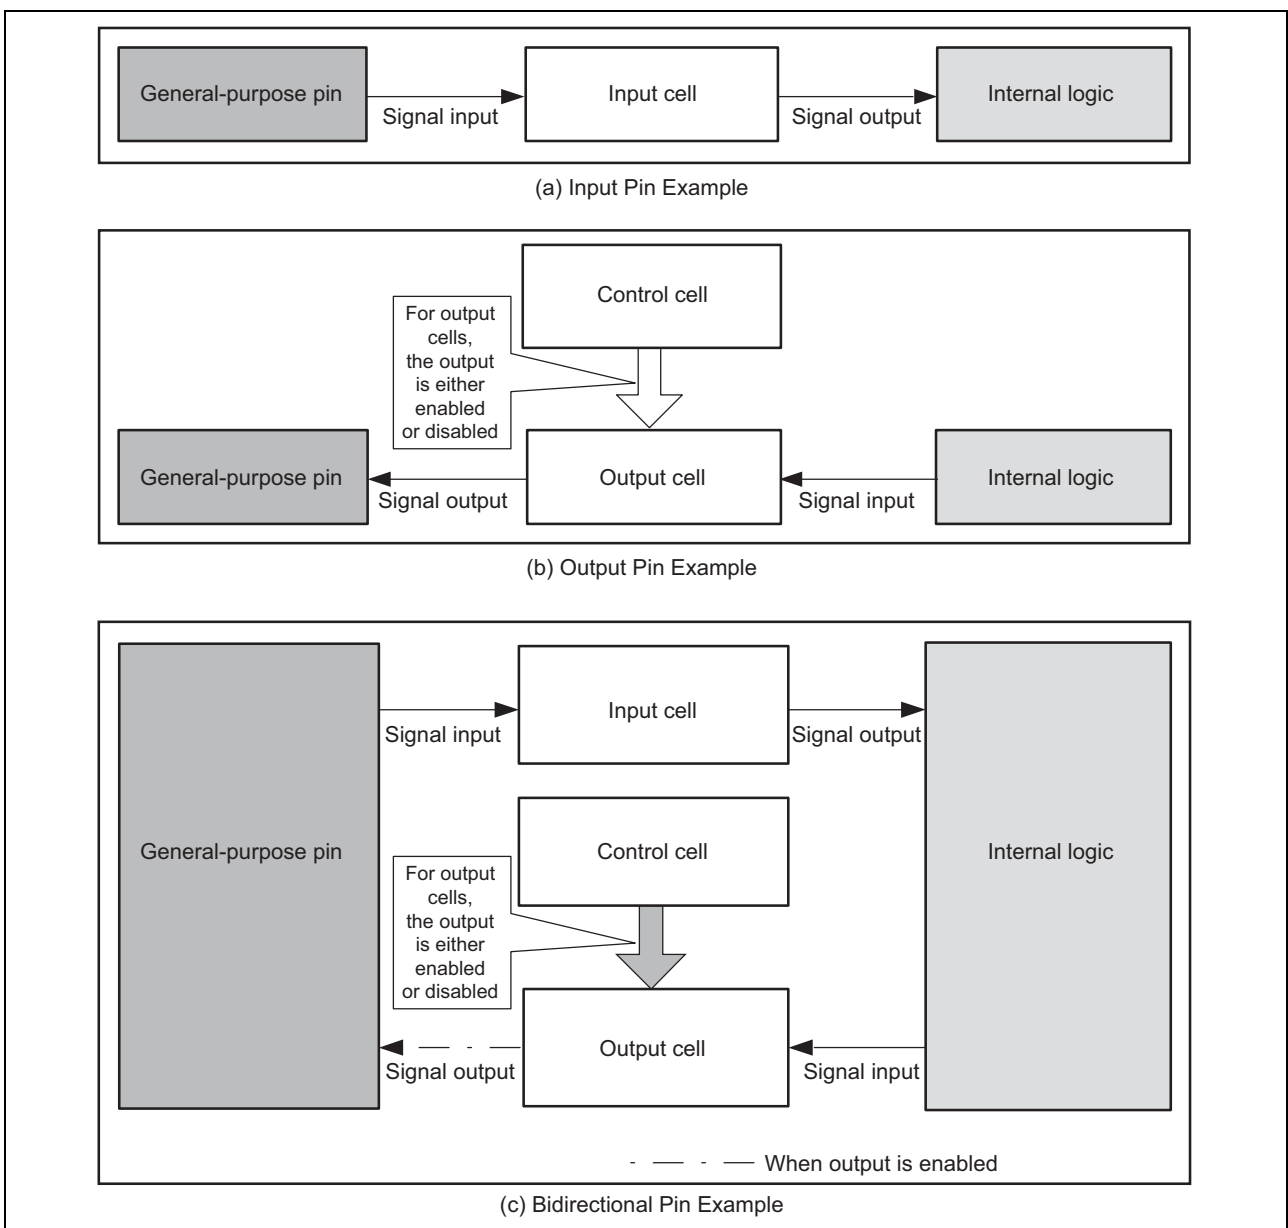 General-purpose pin
Signal input
Input cell
Signal output
Internal logic
(a) Input Pin Example
Control cell
For output
cells,
the output
is either
enabled
or disabled
General-purpose pin
Signal output
Output cell
Signal input
Internal logic
(b) Output Pin Example
Signal input
Input cell
Signal output
General-purpose pin
Control cell
Internal logic
For output
cells,
the output
is either
enabled
or disabled
Signal output
Output cell
Signal input
When output is enabled
(c) Bidirectional Pin Example